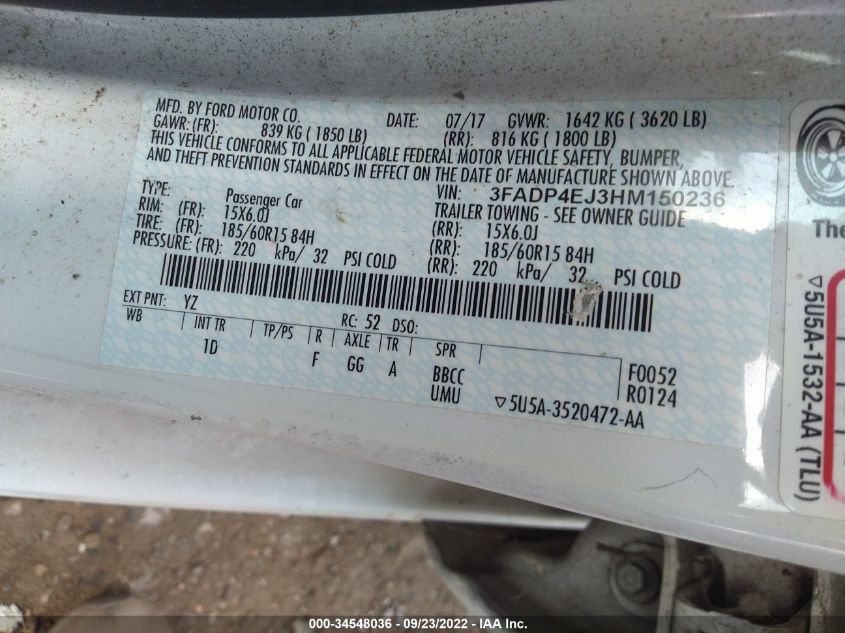 MFD. BY FORD MOTOR CO. DATE: 07/17 GVWR: 1642 KG ( 3620 LB)
GAWR: (FR): 839 KG ( 1850 LB) (RR): 816 KG ( 1800 LB)
THIS VEHICLE CONFORMS TO ALL APPLICABLE FEDERAL MOTOR VEHICLE SAFETY, BUMPER,
AND THEFT PREVENTION STANDARDS IN EFFECT ON THE DATE OF MANUFACTURE SHOWN ABOVE.
VIN: 3FADP4EJ3HM150236
TYPE: Passenger Car TRAILER TOWING - SEE OWNER GUIDE
RIM: (FR): 15X6.0J (RR): 15X6.0J
TIRE: (FR): 185/60R15 84H (RR): 185/60R15 84H
PRESSURE: (FR): 220 kPa/ 32 PSI COLD (RR): 220 kPa/ 32 PSI COLD
EXT PNT: YZ RC: 52 DSO:
WB INT TR TP/PS R AXLE TR SPR
1D F GG A BBCC F0052
UMU R0124
▽5U5A-3520472-AA
The
▽5U5A-1532-AA (TLU)
000-34548036 - 09/23/2022 - IAA Inc.